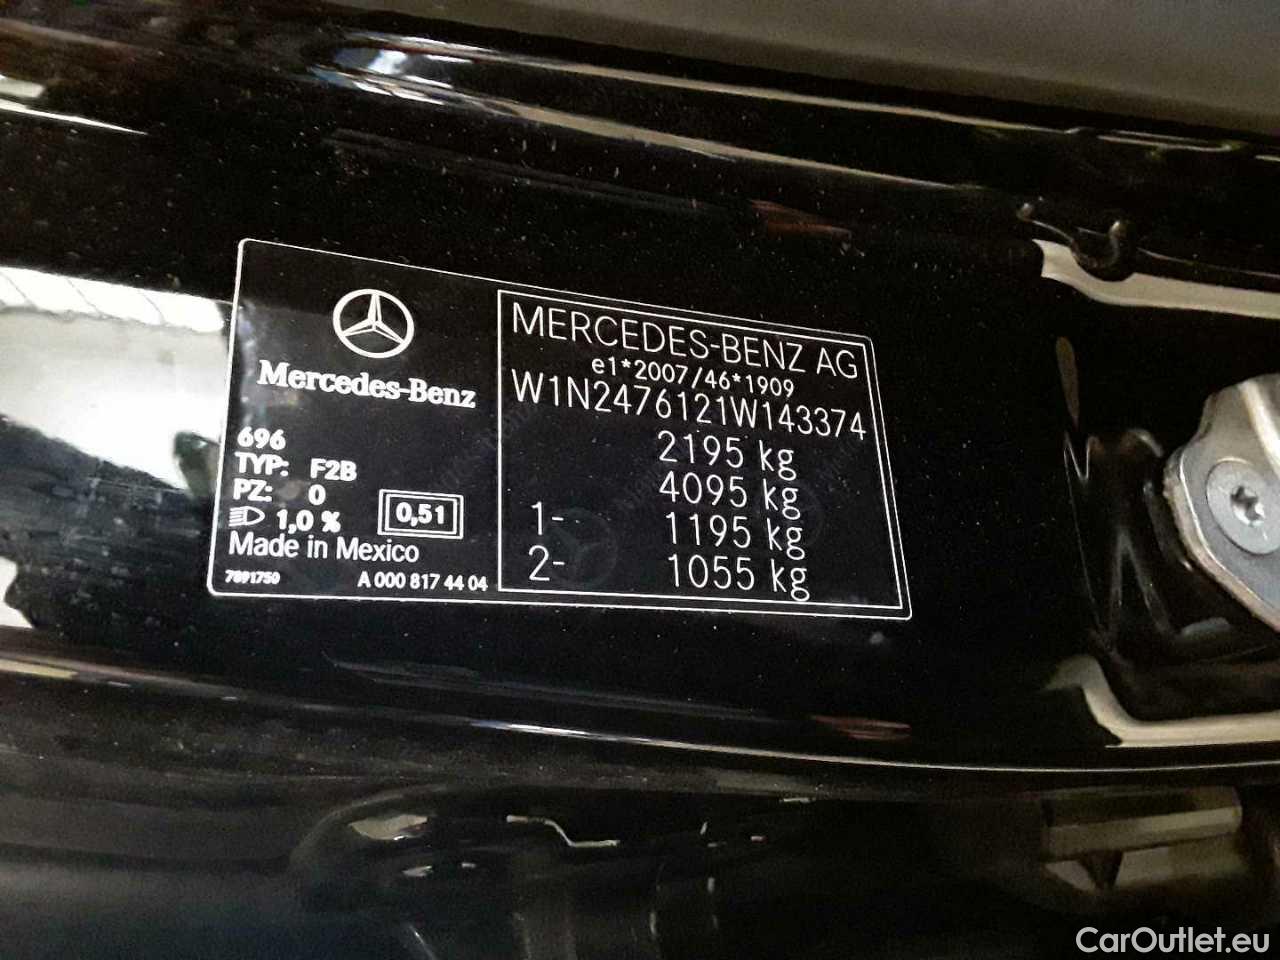 Mercedes-Benz
696
TYP: F2B
PZ: 0
1,0 % 0,51
Made in Mexico
7891750 A 000 817 44 04
MERCEDES-BENZ AG
e1*2007/46*1909
W1N2476121W143374
2195 kg
4095 kg
1- 1195 kg
2- 1055 kg
CarOutlet.eu